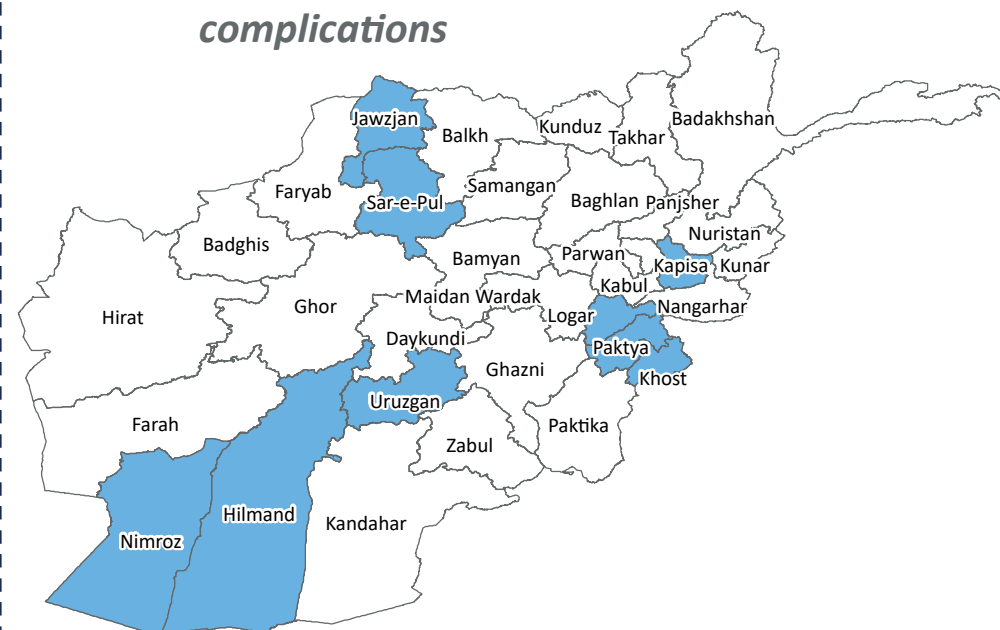 complications
Jawzjan
Balkh
Kunduz
Takhar
Badakhshan
Faryab
Sar-e-Pul
Samangan
Baghlan
Panjsher
Nuristan
Badghis
Bamyan
Parwan
Kapisa
Kunar
Kabul
Hirat
Ghor
Maidan Wardak
Logar
Nangarhar
Daykundi
Paktya
Ghazni
Khost
Uruzgan
Farah
Zabul
Paktika
Nimroz
Hilmand
Kandahar